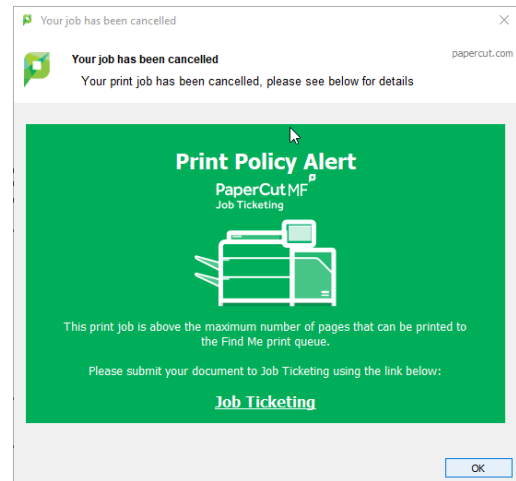 Your job has been cancelled
Your job has been cancelled
papercut.com
Your print job has been cancelled, please see below for details
Print Policy Alert
PaperCut MF
Job Ticketing
This print job is above the maximum number of pages that can be printed to
the Find Me print queue.
Please submit your document to Job Ticketing using the link below:
Job Ticketing
OK